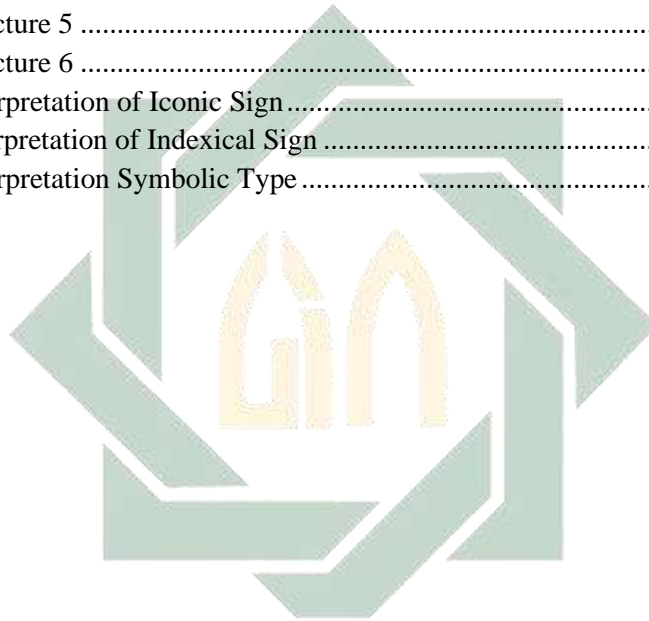 cture 5 ........................................................................
cture 6 ........................................................................
rpretation of Iconic Sign ........................................................
rpretation of Indexical Sign ..................................................
rpretation Symbolic Type ......................................................